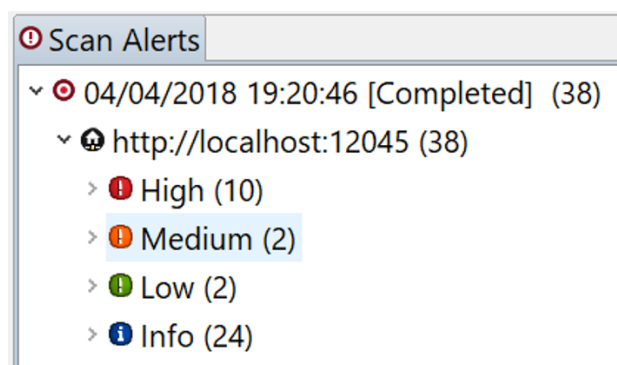 Scan Alerts
04/04/2018 19:20:46 [Completed] (38)
http://localhost:12045 (38)
High (10)
Medium (2)
Low (2)
Info (24)